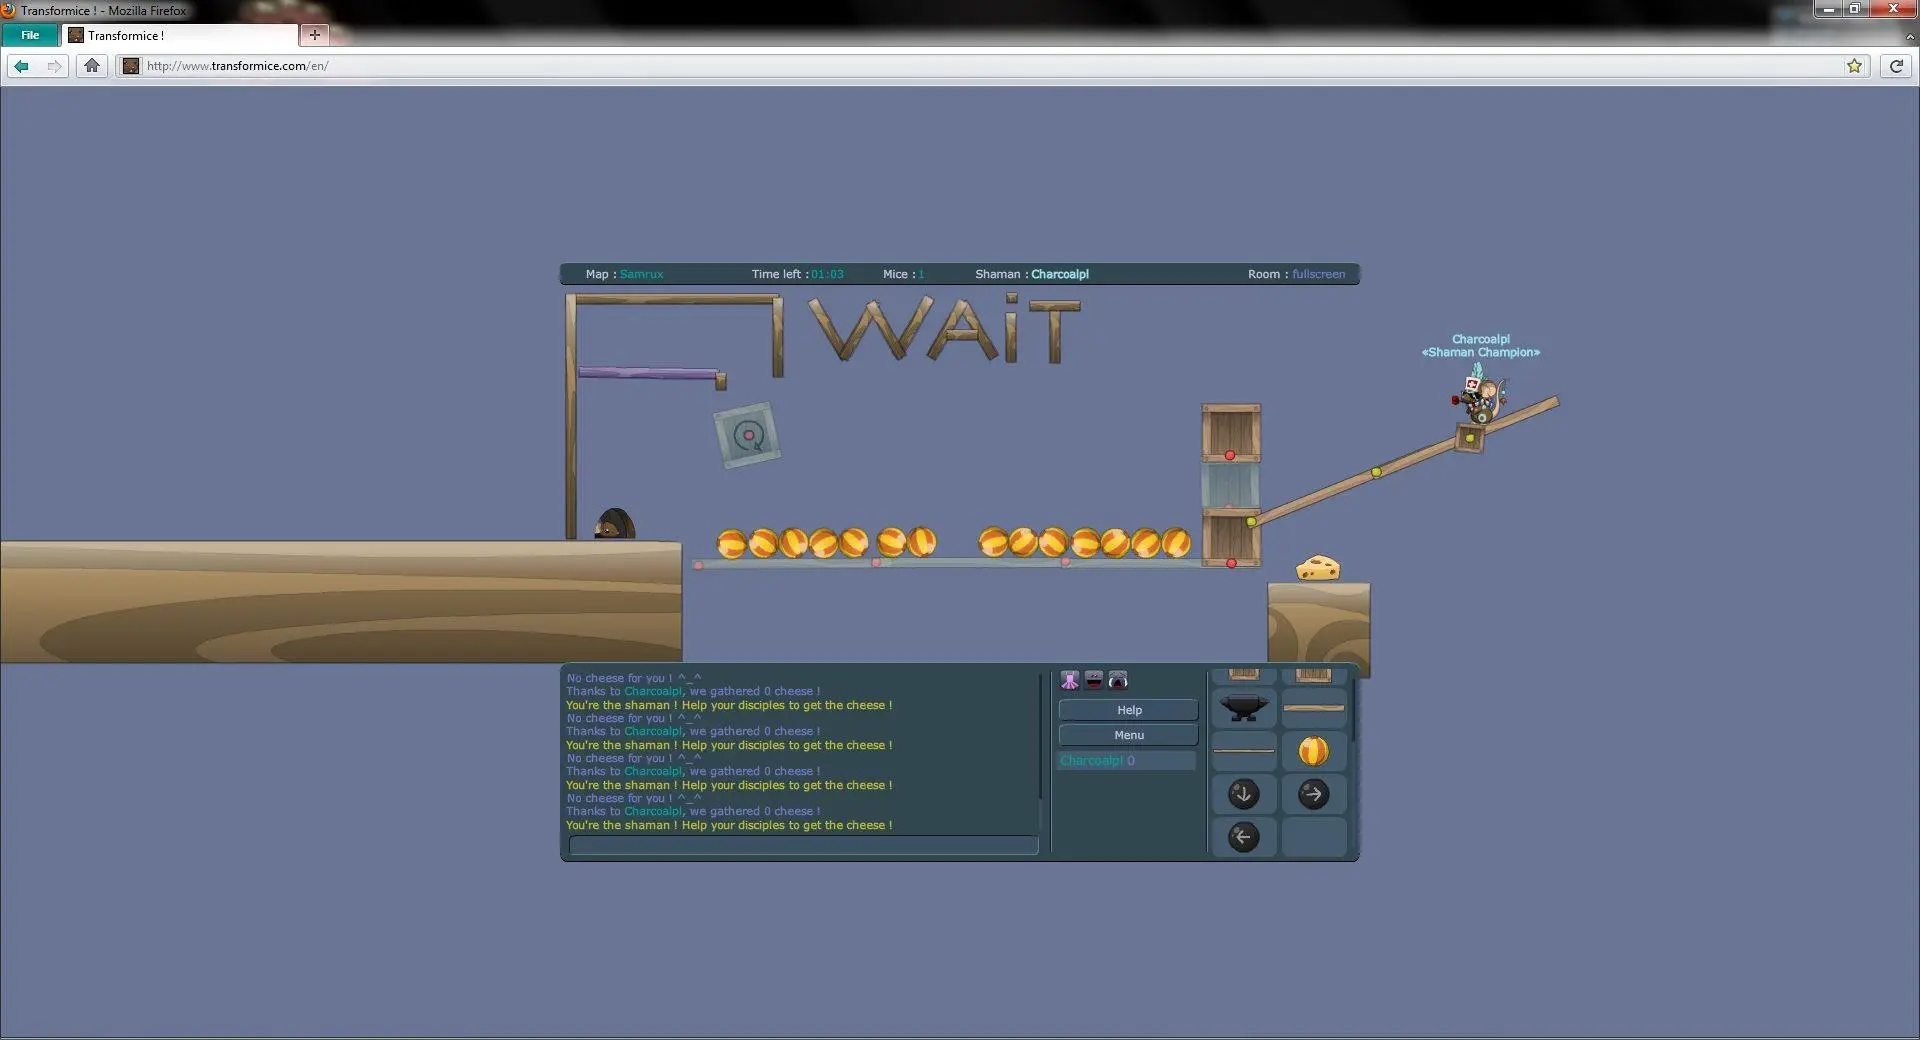 Transformice ! - Mozilla Firefox
File
Transformice !
http://www.transformice.com/en/
Map : Samrux Time left : 01:03 Mice : 1 Shaman : Charcoalpl Room : fullscreen
WAiT
Charcoalpl
«Shaman Champion»
No cheese for you ! ^_^
Thanks to Charcoalpl, we gathered 0 cheese !
You're the shaman ! Help your disciples to get the cheese !
No cheese for you ! ^_^
Thanks to Charcoalpl, we gathered 0 cheese !
You're the shaman ! Help your disciples to get the cheese !
No cheese for you ! ^_^
Thanks to Charcoalpl, we gathered 0 cheese !
You're the shaman ! Help your disciples to get the cheese !
No cheese for you ! ^_^
Thanks to Charcoalpl, we gathered 0 cheese !
You're the shaman ! Help your disciples to get the cheese !
Help
Menu
Charcoalpl 0